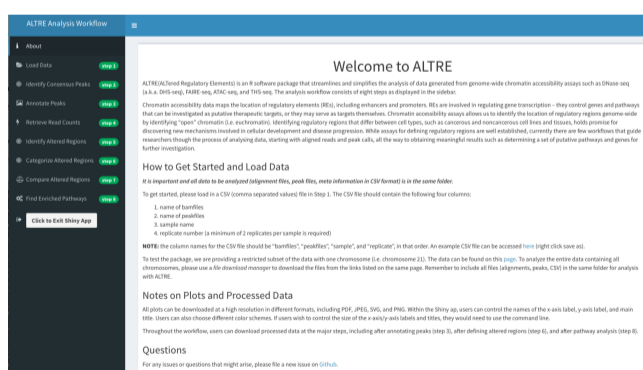 ALTRE Analysis Workflow
About
Load Data step 1
Identify Consensus Peaks step 2
Annotate Peaks step 3
Retrieve Read Counts step 4
Identify Altered Regions step 5
Categorize Altered Regions step 6
Compare Altered Regions step 7
Find Enriched Pathways step 8
Click to Exit Shiny App
Welcome to ALTRE
ALTRE(ALTered Regulatory Elements) is an R software package that streamlines and simplifies the analysis of data generated from genome-wide chromatin accessibility assays such as DNase-seq
(a.k.a. DHS-seq), FAIRE-seq, ATAC-seq, and THS-seq. The analysis workflow consists of eight steps as displayed in the sidebar.
Chromatin accessibility data maps the location of regulatory elements (REs), including enhancers and promoters. REs are involved in regulating gene transcription – they control genes and pathways
that can be investigated as putative therapeutic targets, or they may serve as targets themselves. Chromatin accessibility assays allows us to identify the location of regulatory regions genome-wide
by identifying "open" chromatin (i.e. euchromatin). Identifying regulatory regions that differ between cell types, such as cancerous and noncancerous cell lines and tissues, holds promise for
discovering new mechanisms involved in cellular development and disease progression. While assays for defining regulatory regions are well established, currently there are few workflows that guide
researchers though the process of analysing data, starting with aligned reads and peak calls, all the way to obtaining meaningful results such as determining a set of putative pathways and genes for
further investigation.
How to Get Started and Load Data
It is important and all data to be analyzed (alignment files, peak files, meta information in CSV format) is in the same folder.
To get started, please load in a CSV (comma separated values) file in Step 1. The CSV file should contain the following four columns:
1. name of bamfiles
2. name of peakfiles
3. sample name
4. replicate number (a minimum of 2 replicates per sample is required)
NOTE: the column names for the CSV file should be "bamfiles", "peakfiles", "sample", and "replicate", in that order. An example CSV file can be accessed here (right click save as).
To test the package, we are providing a restricted subset of the data with one chromosome (i.e. chromosome 21). The data can be found on this page. To analyze the entire data containing all
chromosomes, please use a file download manager to download the files from the links listed on the same page. Remember to include all files (alignments, peaks, CSV) in the same folder for analysis
with ALTRE.
Notes on Plots and Processed Data
All plots can be downloaded at a high resolution in different formats, including PDF, JPEG, SVG, and PNG. Within the Shiny ap, users can control the names of the x-axis label, y-axis label, and main
title. Users can also choose different color schemes. If users wish to control the size of the x-axis/y-axis labels and titles, they would need to use the command line.
Throughout the workflow, users can download processed data at the major steps, including after annotating peaks (step 3), after defining altered regions (step 6), and after pathway analysis (step 8).
Questions
For any issues or questions that might arise, please file a new issue on Github.